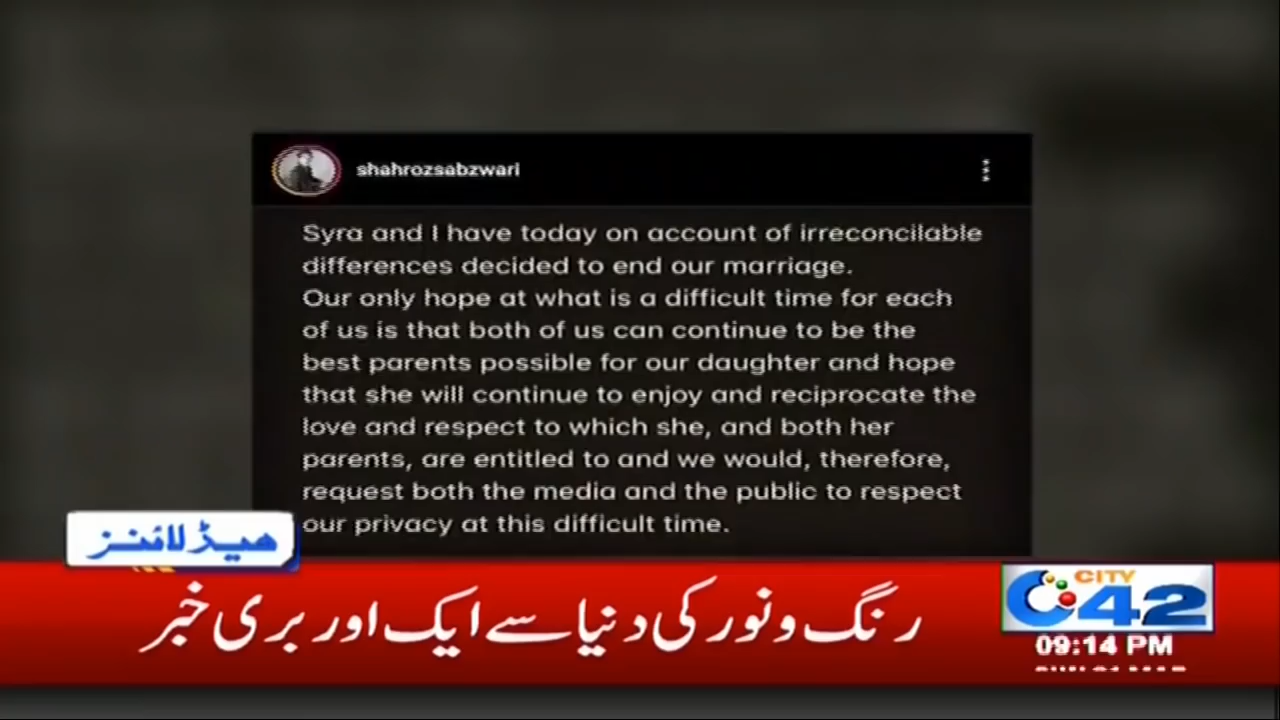 shahrozsabzwari
Syra and I have today on account of irreconcilable
differences decided to end our marriage.
Our only hope at what is a difficult time for each
of us is that both of us can continue to be the
best parents possible for our daughter and hope
that she will continue to enjoy and reciprocate the
love and respect to which she, and both her
parents, are entitled to and we would, therefore,
request both the media and the public to respect
our privacy at this difficult time.
ہیڈلائنز
رنگ و نور کی دنیا سے ایک اور بری خبر
CITY
42
09:14 PM